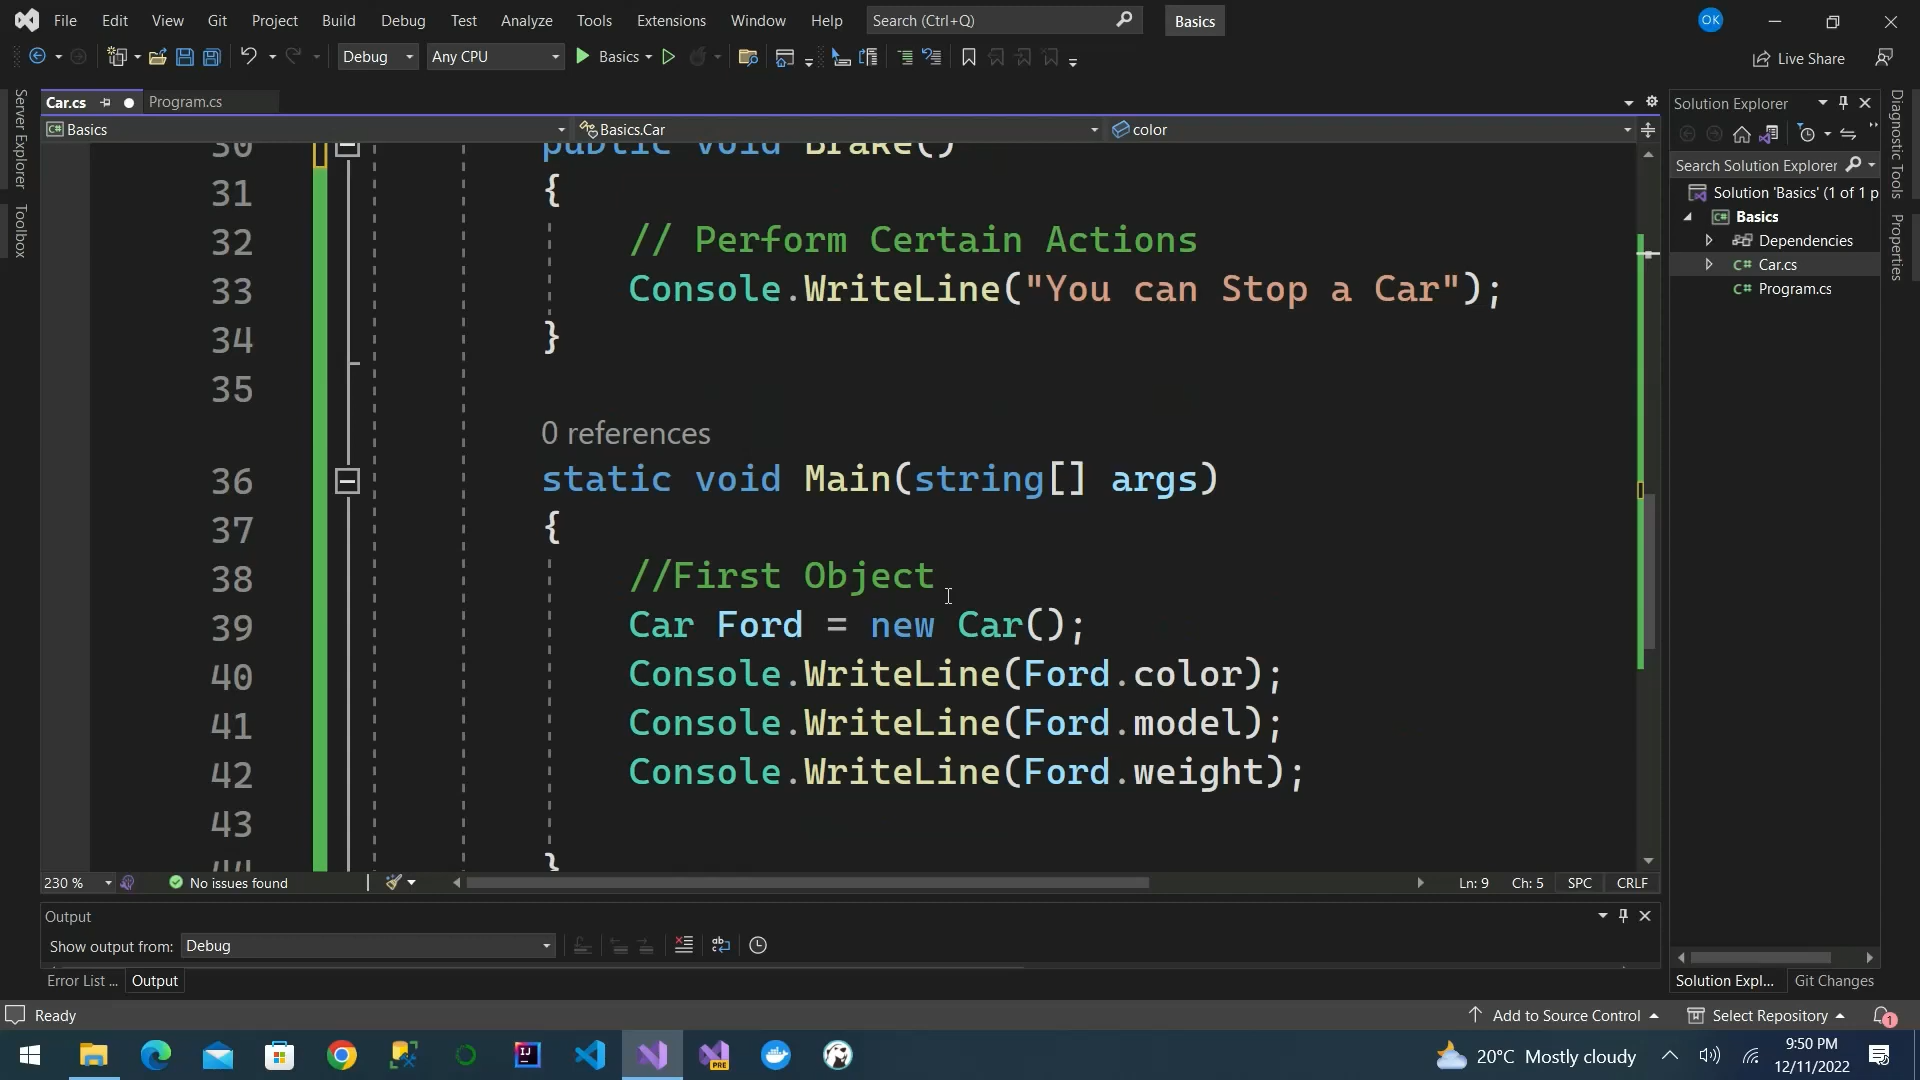 File Edit View Git Project Build Debug Test Analyze Tools Extensions Window Help Search (Ctrl+Q) Basics OK
Debug Any CPU Basics Live Share
Server Explorer
Toolbox
Car.cs Program.cs
Basics Basics.Car color
30 public void Brake()
31 {
32 // Perform Certain Actions
33 Console.WriteLine("You can Stop a Car");
34 }
35
0 references
36 static void Main(string[] args)
37 {
38 //First Object
39 Car Ford = new Car();
40 Console.WriteLine(Ford.color);
41 Console.WriteLine(Ford.model);
42 Console.WriteLine(Ford.weight);
43
44 }
230 % No issues found Ln: 9 Ch: 5 SPC CRLF
Output
Show output from: Debug
Error List ... Output
Solution Explorer
Search Solution Explorer
Solution 'Basics' (1 of 1 p
C# Basics
Dependencies
C# Car.cs
C# Program.cs
Solution Expl... Git Changes
Diagnostic Tools
Properties
Ready Add to Source Control Select Repository 1
20°C Mostly cloudy 9:50 PM
12/11/2022